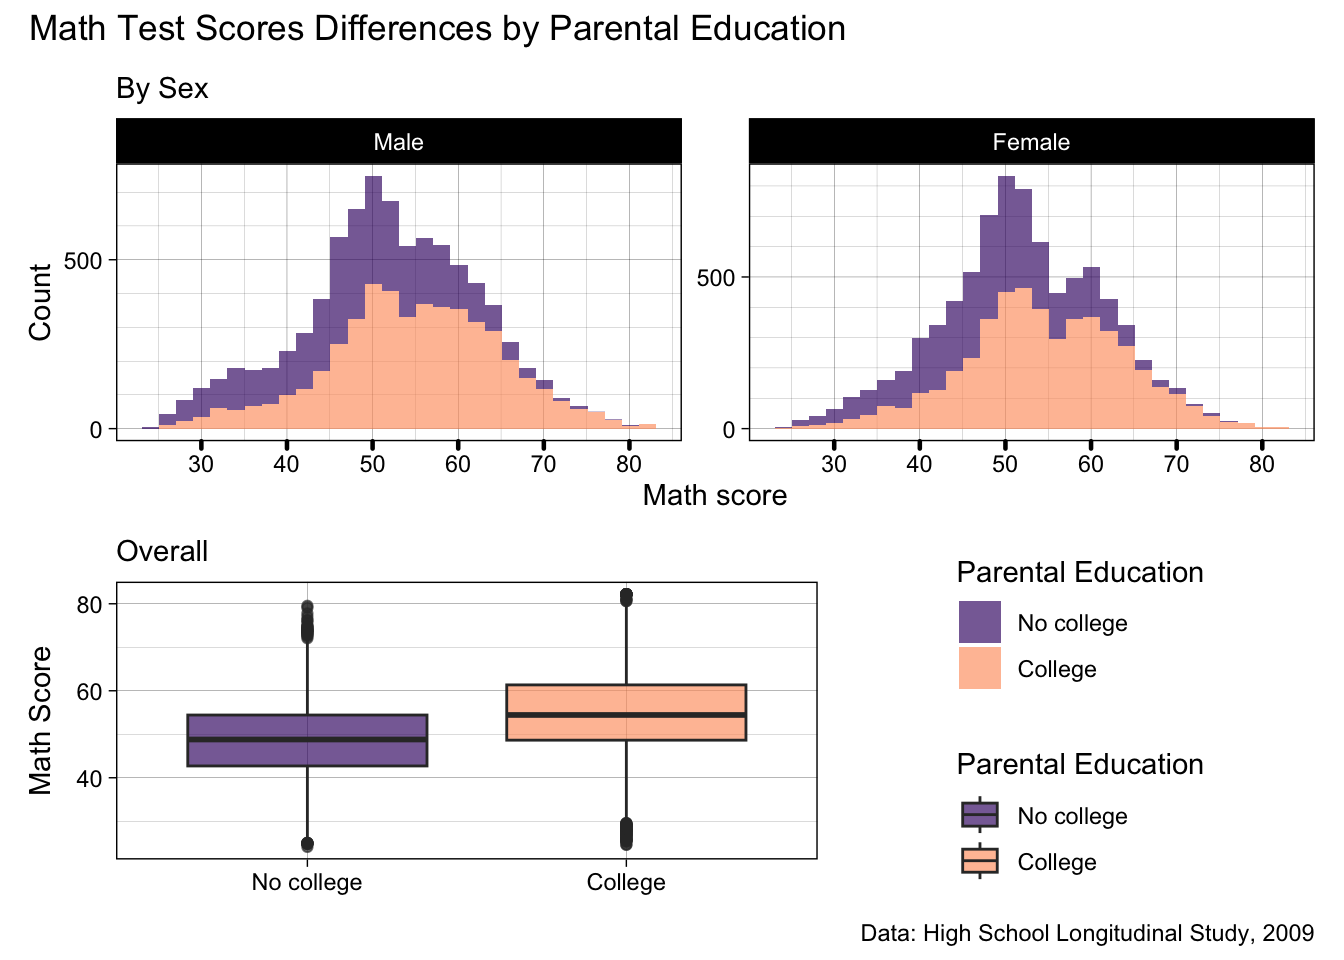 Math Test Scores Differences by Parental Education
By Sex
Male
Female
Count
500
0
500
0
30 40 50 60 70 80
30 40 50 60 70 80
Math score
Overall
Math Score
80
60
40
No college
College
Parental Education
No college
College
Parental Education
No college
College
Data: High School Longitudinal Study, 2009